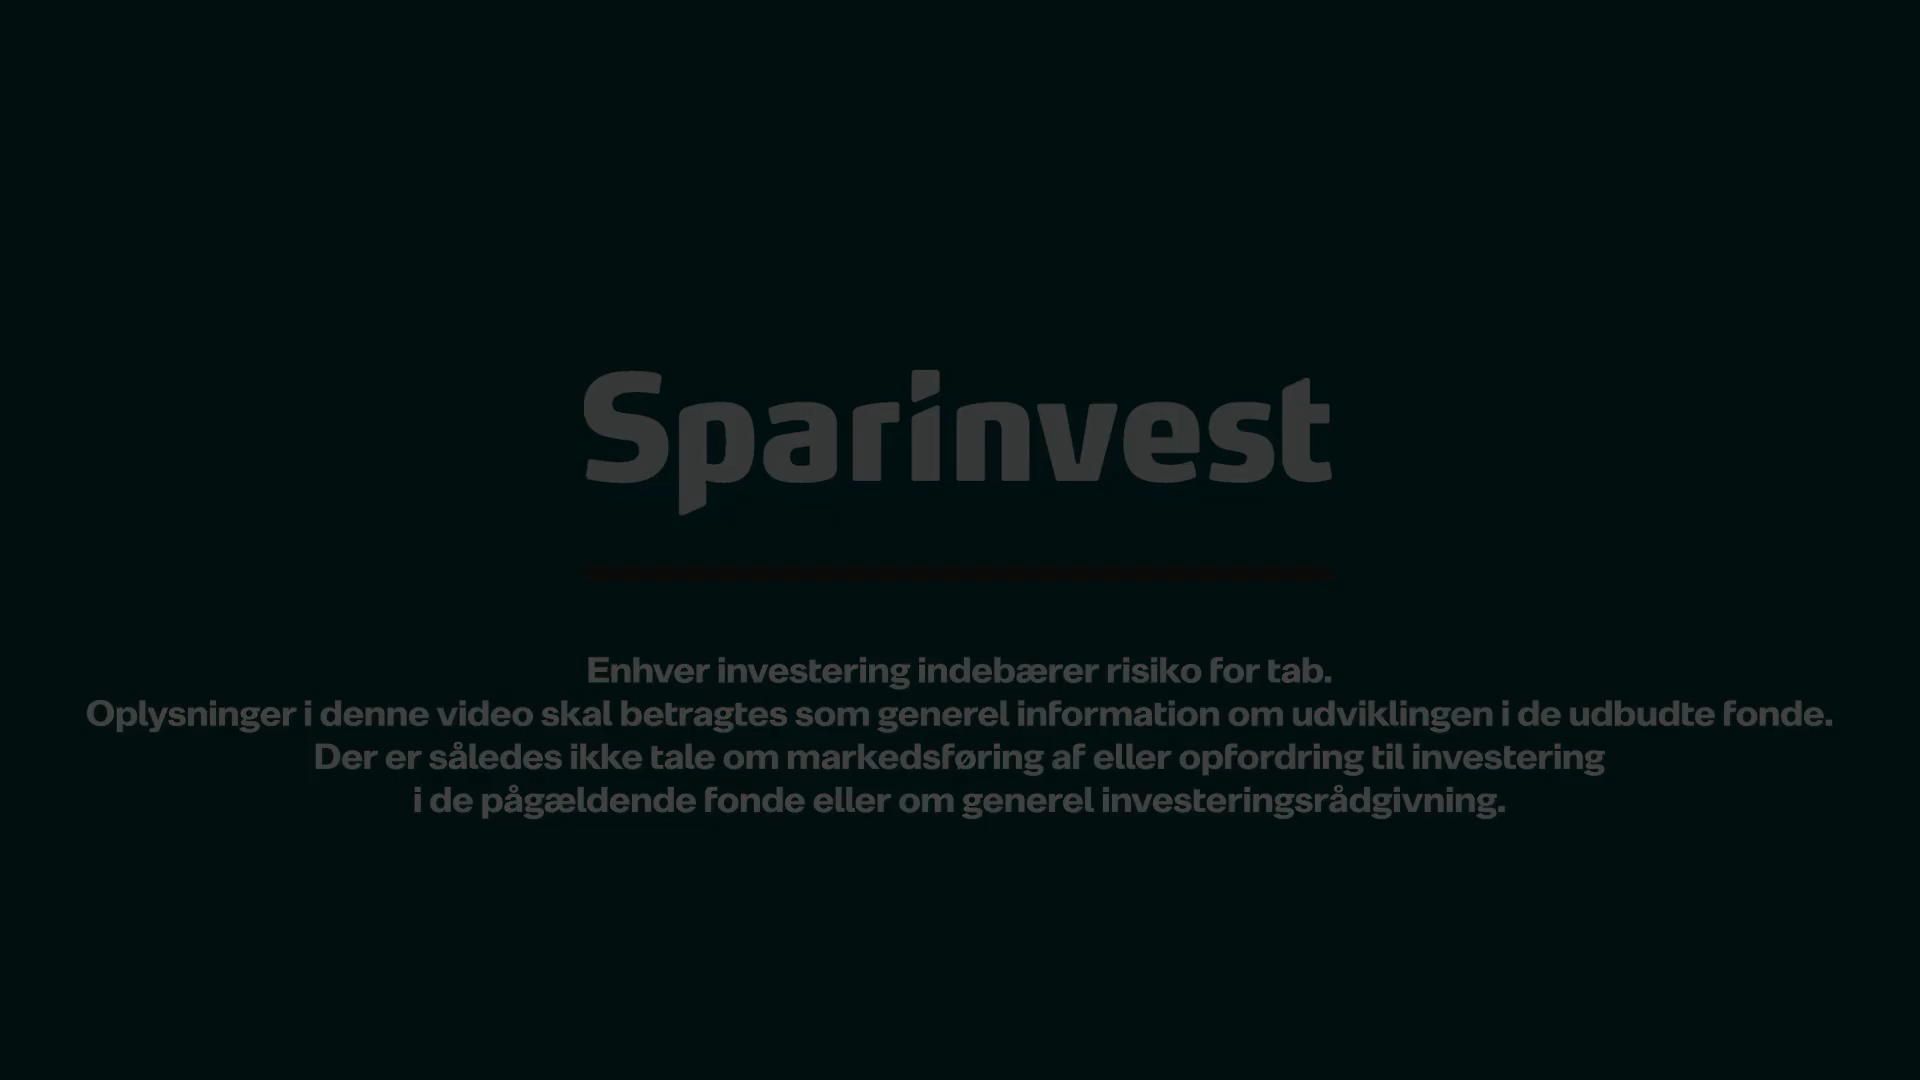 Sparinvest
Enhver investering indebærer risiko for tab.
Oplysninger i denne video skal betragtes som generel information om udviklingen i de udbudte fonde.
Der er således ikke tale om markedsføring af eller opfordring til investering
i de pågældende fonde eller om generel investeringsrådgivning.